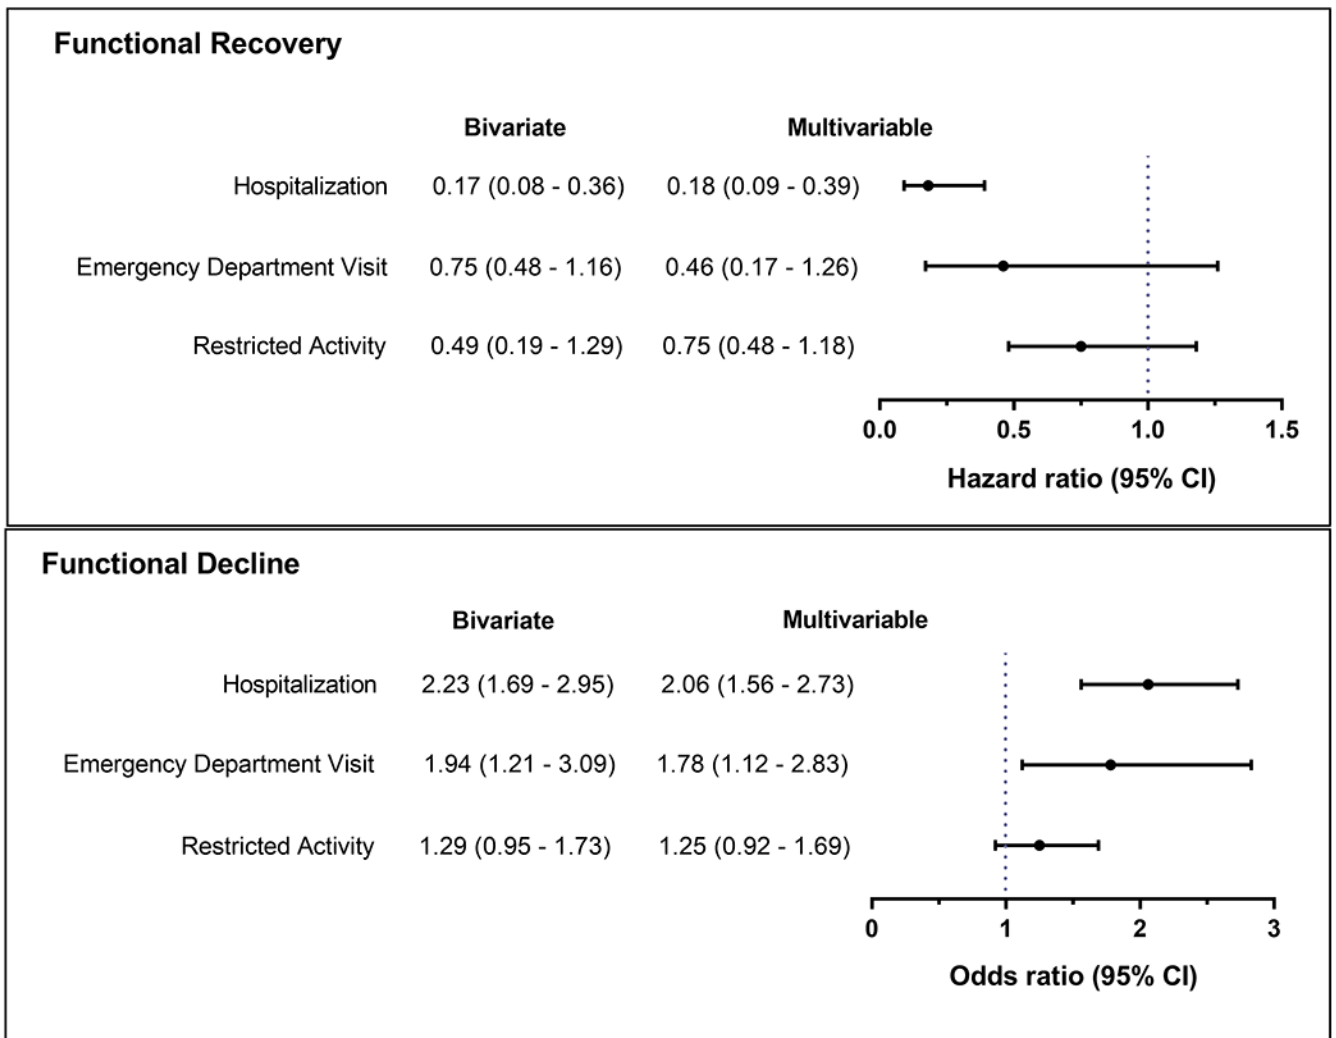 Functional Recovery
Bivariate Multivariable
Hospitalization 0.17 (0.08 - 0.36) 0.18 (0.09 - 0.39)
Emergency Department Visit 0.75 (0.48 - 1.16) 0.46 (0.17 - 1.26)
Restricted Activity 0.49 (0.19 - 1.29) 0.75 (0.48 - 1.18)
0.0 0.5 1.0 1.5
Hazard ratio (95% CI)
Functional Decline
Bivariate Multivariable
Hospitalization 2.23 (1.69 - 2.95) 2.06 (1.56 - 2.73)
Emergency Department Visit 1.94 (1.21 - 3.09) 1.78 (1.12 - 2.83)
Restricted Activity 1.29 (0.95 - 1.73) 1.25 (0.92 - 1.69)
0 1 2 3
Odds ratio (95% CI)